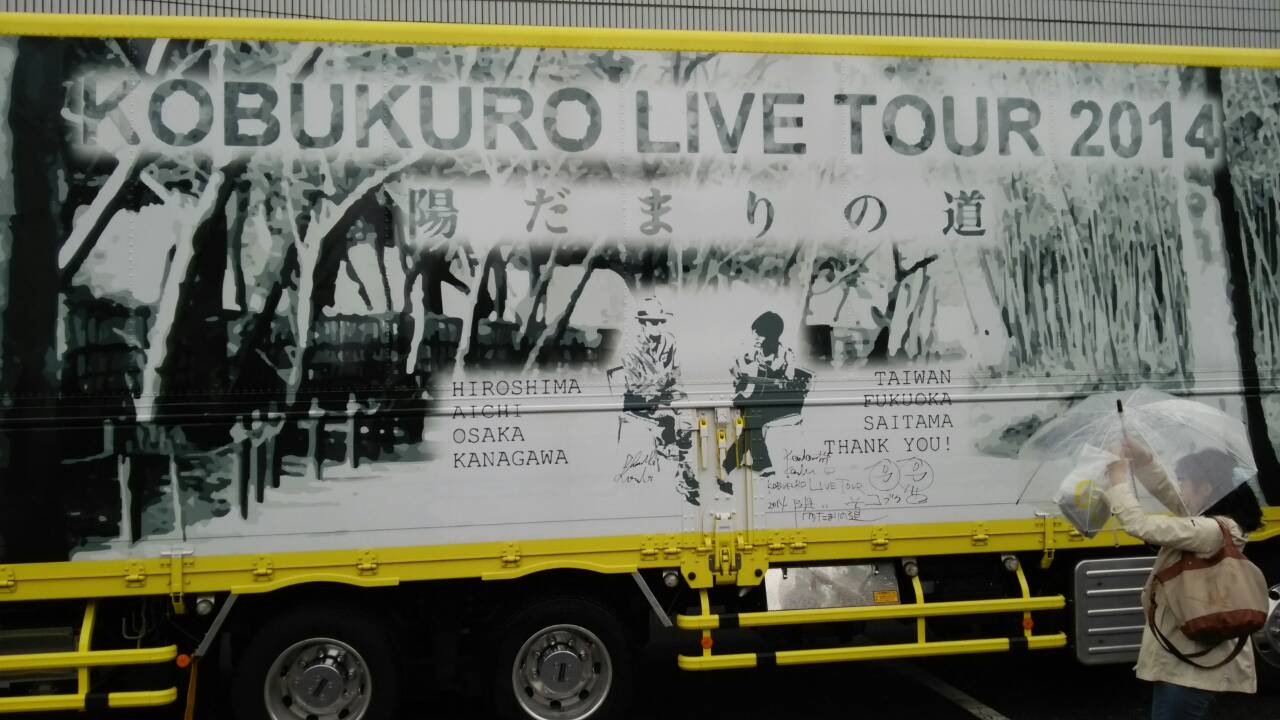 KOBUKURO LIVE TOUR 2014
陽だまりの道
HIROSHIMA
AICHI
OSAKA
KANAGAWA
TAIWAN
FUKUOKA
SAITAMA
THANK YOU!
KOBUKURO LIVE TOUR
2014